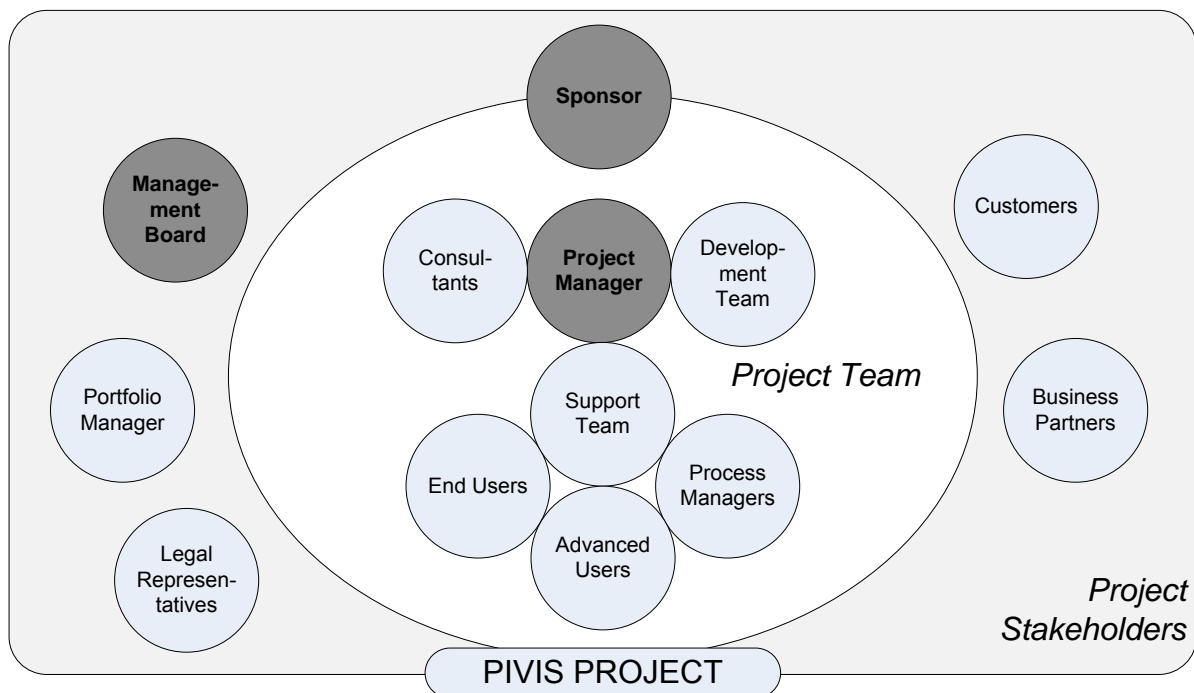 Sponsor
Manage-
ment
Board
Customers
Consul-
tants
Project
Manager
Develop-
ment
Team
Project Team
Portfolio
Manager
Support
Team
Business
Partners
End Users
Process
Managers
Advanced
Users
Legal
Represen-
tatives
Project
Stakeholders
PIVIS PROJECT